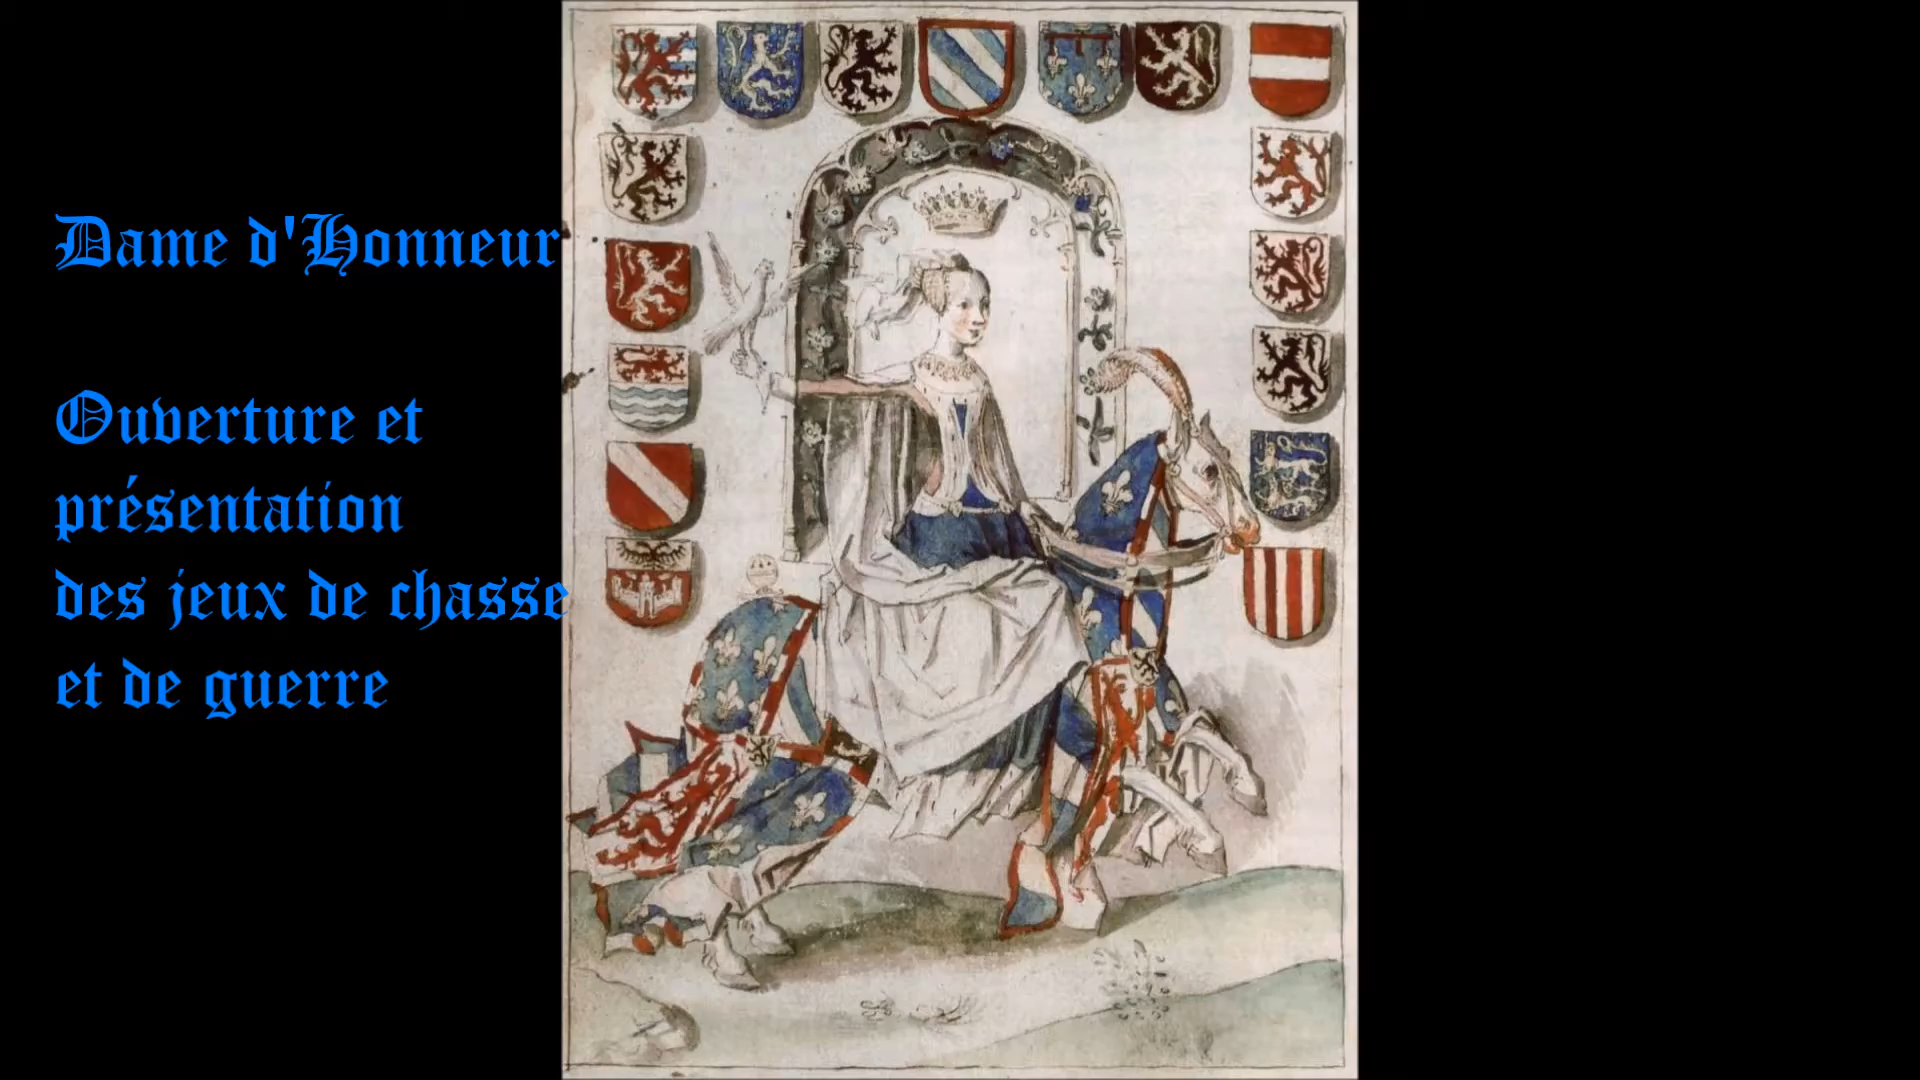 Dame d'Honneur
Ouverture et
présentation
des jeux de chasse
et de guerre